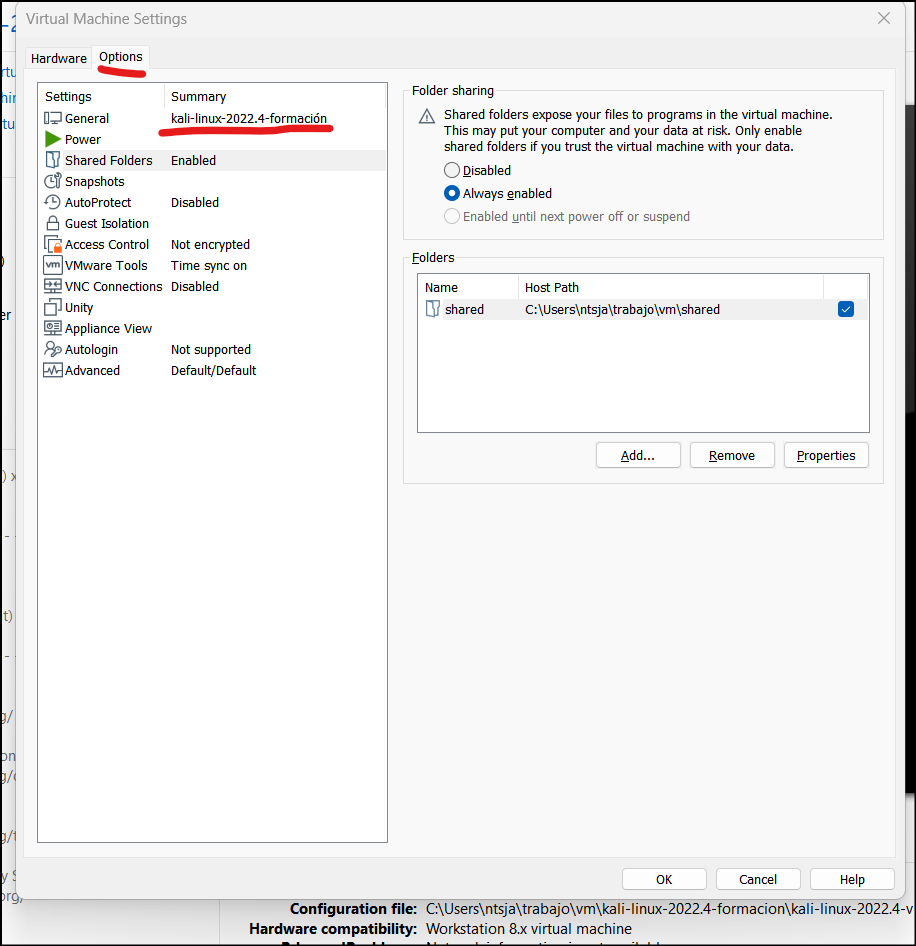 Virtual Machine Settings
Hardware Options
Settings Summary
General kali-linux-2022.4-formación
Power
Shared Folders Enabled
Snapshots
AutoProtect Disabled
Guest Isolation
Access Control Not encrypted
VMware Tools Time sync on
VNC Connections Disabled
Unity
Appliance View
Autologin Not supported
Advanced Default/Default
Folder sharing
Shared folders expose your files to programs in the virtual machine.
This may put your computer and your data at risk. Only enable
shared folders if you trust the virtual machine with your data.
Disabled
Always enabled
Enabled until next power off or suspend
Folders
Name Host Path
shared C:\Users\ntsja\trabajo\vm\shared
Add... Remove Properties
OK Cancel Help
Configuration file: C:\Users\ntsja\trabajo\vm\kali-linux-2022.4-formacion\kali-linux-2022.4-v
Hardware compatibility: Workstation 8.x virtual machine